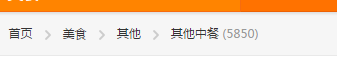 首页 > 美食 > 其他 > 其他中餐 (5850)